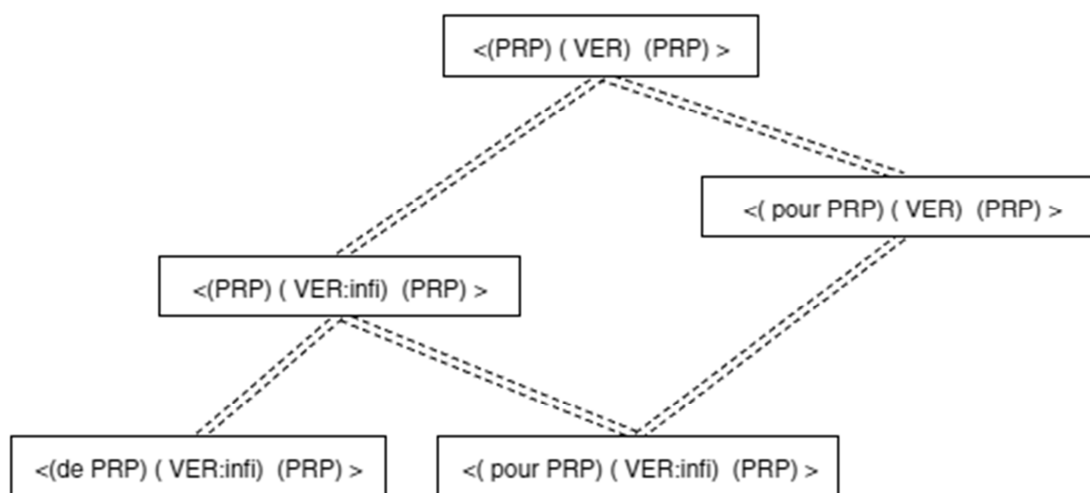 <(PRP) ( VER) (PRP) >
<( pour PRP) ( VER) (PRP) >
<(PRP) ( VER:infi) (PRP) >
<(de PRP) ( VER:infi) (PRP) >
<( pour PRP) ( VER:infi) (PRP) >